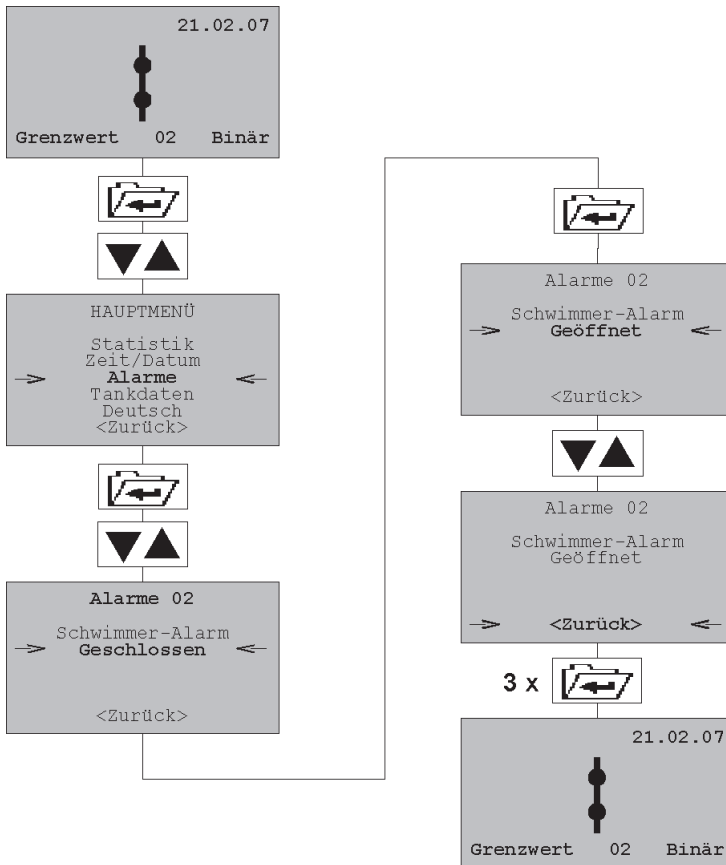 21.02.07
Grenzwert 02 Binär
HAUPTMENÜ
Statistik
Zeit/Datum
Alarme
Tankdaten
Deutsch
<Zurück>
Alarme 02
Schwimmer-Alarm
Geschlossen
<Zurück>
Alarme 02
Schwimmer-Alarm
Geöffnet
<Zurück>
Alarme 02
Schwimmer-Alarm
Geöffnet
<Zurück>
3 x
21.02.07
Grenzwert 02 Binär